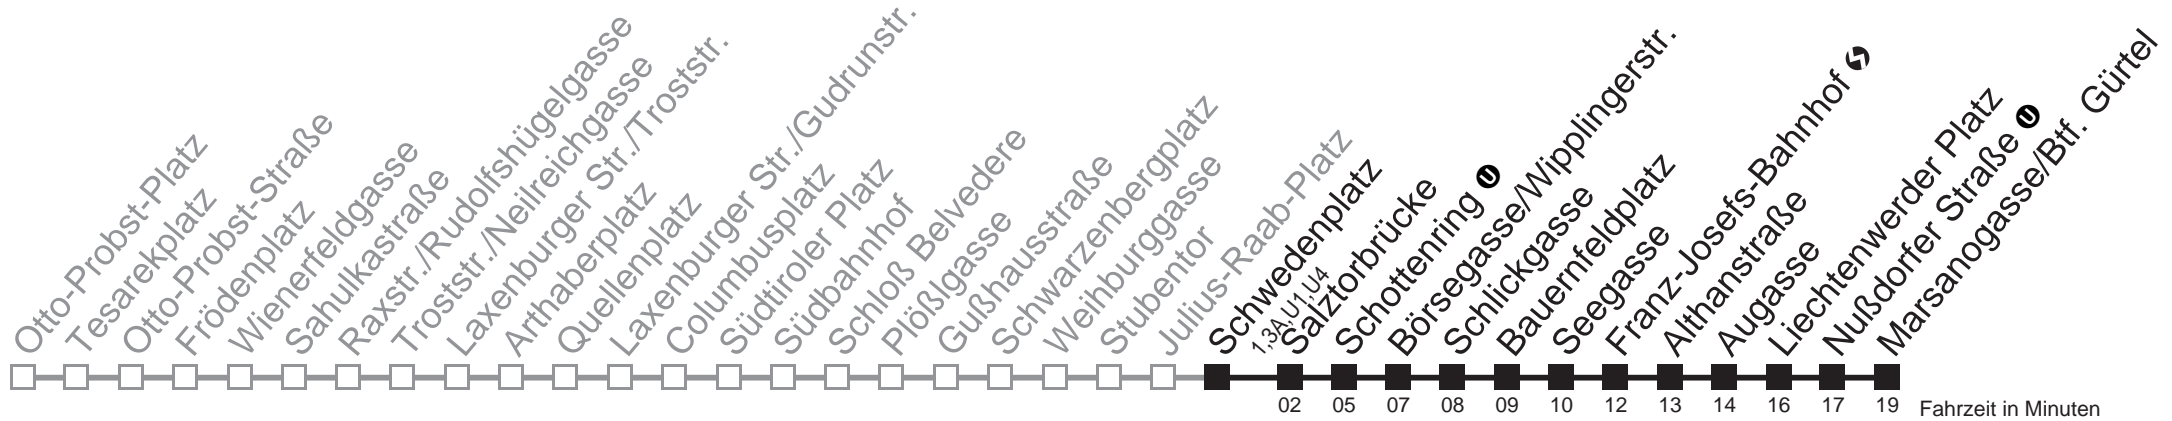 Otto-Probst-Platz
Tesarekplatz
Otto-Probst-Straße
Frödenplatz
Wienerfeldgasse
Sahulkastraße
Raxstr./Rudolfshügelgasse
Troststr./Neilreichgasse
Laxenburger Str./Troststr.
Arthaberplatz
Quellenplatz
Laxenburger Str./Gudrunstr.
Columbusplatz
Südtiroler Platz
Südbahnhof
Schloß Belvedere
Plößlgasse
Gußhausstraße
Schwarzenbergplatz
Weihburggasse
Stubentor
Julius-Raab-Platz
Schwedenplatz
1,3A,U1,U4
Salztorbrücke
Schottenring U
Börsegasse/Wipplingerstr.
Schlickgasse
Bauernfeldplatz
Seegasse
Franz-Josefs-Bahnhof
Althanstraße
Augasse
Liechtenwerder Platz
Nußdorfer Straße U
Marsanogasse/Btf. Gürtel
02 05 07 08 09 10 12 13 14 16 17 19 Fahrzeit in Minuten